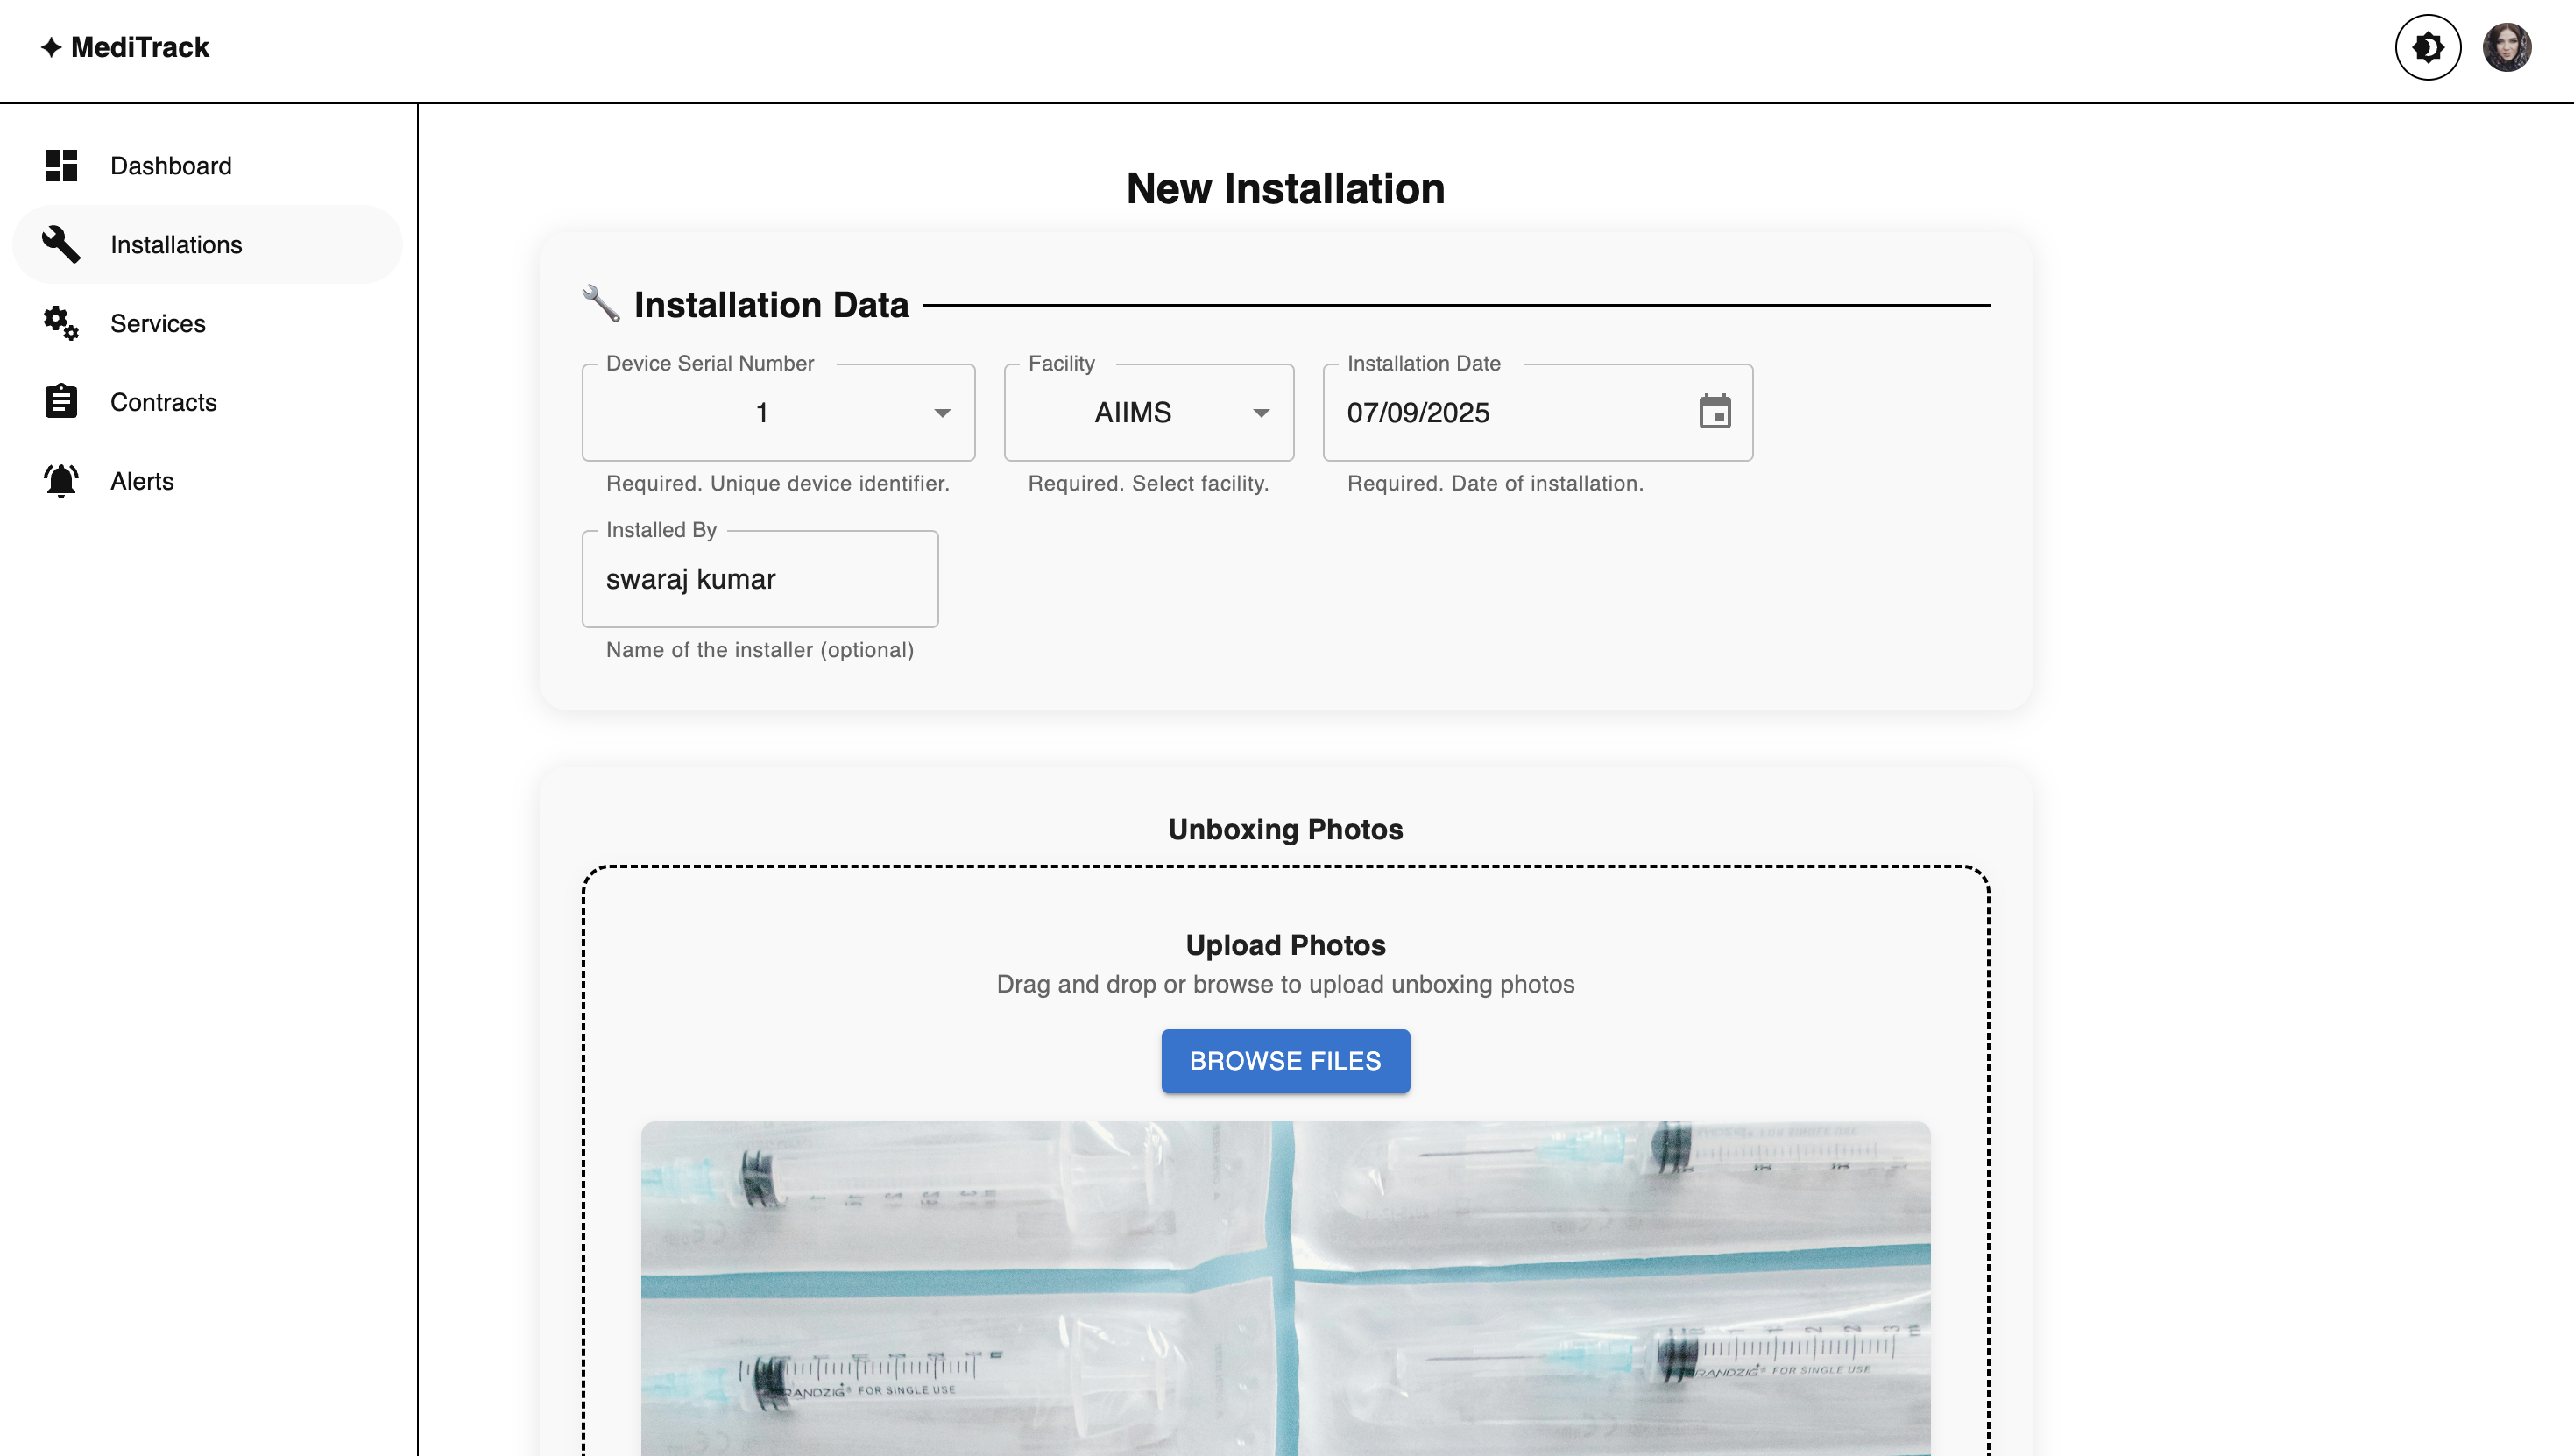 MediTrack
Dashboard
Installations
Services
Contracts
Alerts
New Installation
Installation Data
Device Serial Number
1
Required. Unique device identifier.
Facility
AIIMS
Required. Select facility.
Installation Date
07/09/2025
Required. Date of installation.
Installed By
swaraj kumar
Name of the installer (optional)
Unboxing Photos
Upload Photos
Drag and drop or browse to upload unboxing photos
BROWSE FILES
RANDZIG® FOR SINGLE USE
RANDZIG® FOR SINGLE USE